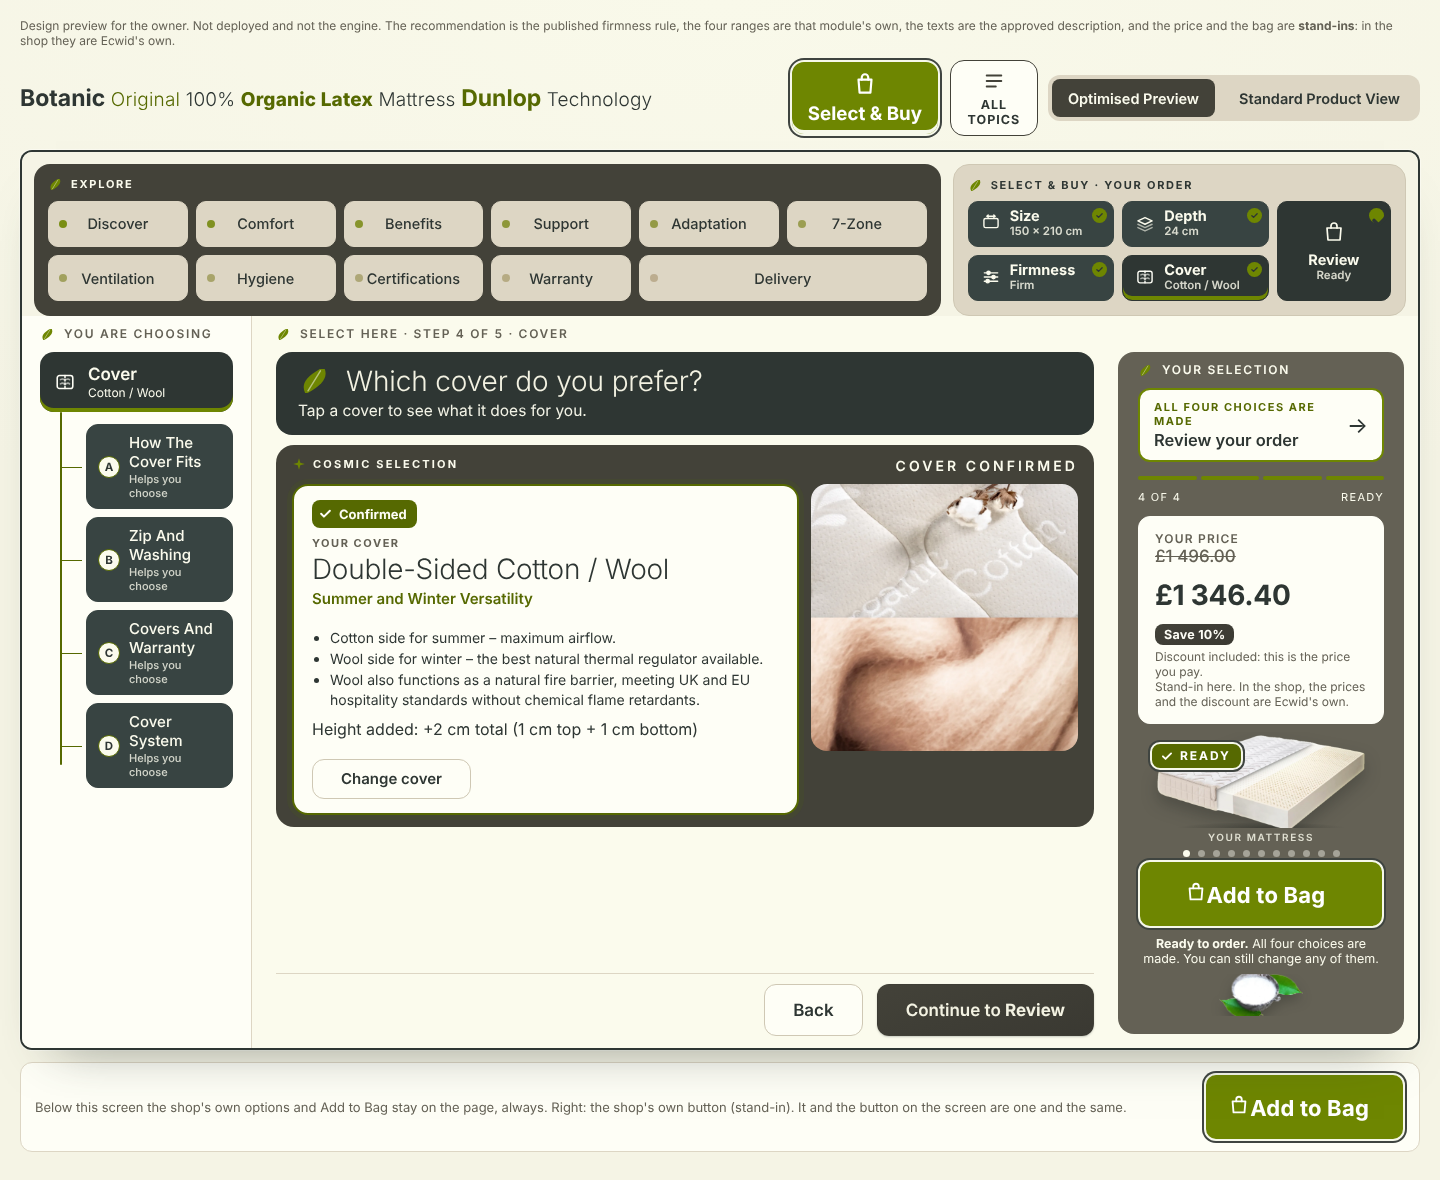 Design preview for the owner. Not deployed and not the engine. The recommendation is the published firmness rule, the four ranges are that module's own, the texts are the approved description, and the price and the bag are stand-ins: in the
shop they are Ecwid's own.
Botanic Original 100% Organic Latex Mattress Dunlop Technology
Select & Buy
ALL
TOPICS
Optimised Preview
Standard Product View
EXPLORE
Discover
Comfort
Benefits
Support
Adaptation
7-Zone
Ventilation
Hygiene
Certifications
Warranty
Delivery
SELECT & BUY · YOUR ORDER
Size
150 × 210 cm
Depth
24 cm
Firmness
Firm
Cover
Cotton / Wool
Review
Ready
YOU ARE CHOOSING
Cover
Cotton / Wool
A
How The
Cover Fits
Helps you
choose
B
Zip And
Washing
Helps you
choose
C
Covers And
Warranty
Helps you
choose
D
Cover
System
Helps you
choose
SELECT HERE · STEP 4 OF 5 · COVER
Which cover do you prefer?
Tap a cover to see what it does for you.
COSMIC SELECTION
COVER CONFIRMED
Confirmed
YOUR COVER
Double-Sided Cotton / Wool
Summer and Winter Versatility
• Cotton side for summer – maximum airflow.
• Wool side for winter – the best natural thermal regulator available.
• Wool also functions as a natural fire barrier, meeting UK and EU
hospitality standards without chemical flame retardants.
Height added: +2 cm total (1 cm top + 1 cm bottom)
Change cover
Cotton
Back
Continue to Review
YOUR SELECTION
ALL FOUR CHOICES ARE
MADE
Review your order
4 OF 4
READY
YOUR PRICE
£1 496.00
£1 346.40
Save 10%
Discount included: this is the price
you pay.
Stand-in here. In the shop, the prices
and the discount are Ecwid's own.
READY
YOUR MATTRESS
Add to Bag
Ready to order. All four choices are
made. You can still change any of them.
Below this screen the shop's own options and Add to Bag stay on the page, always. Right: the shop's own button (stand-in). It and the button on the screen are one and the same.
Add to Bag